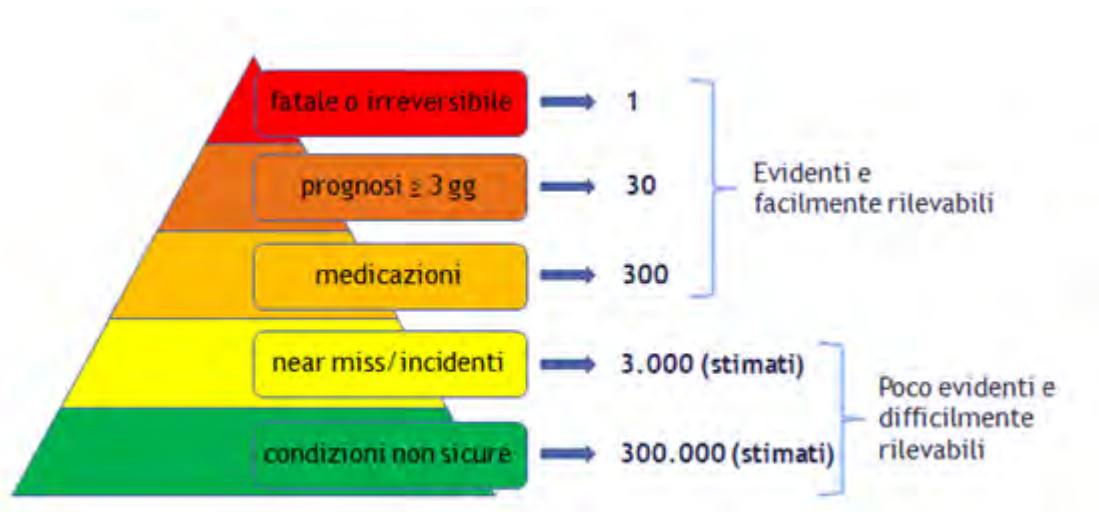 fatale o irreversibile
1
prognosi ≥ 3 gg
30
medicazioni
300
Evidenti e
facilmente rilevabili
near miss/incidenti
3.000 (stimati)
condizioni non sicure
300.000 (stimati)
Poco evidenti e
difficilmente
rilevabili